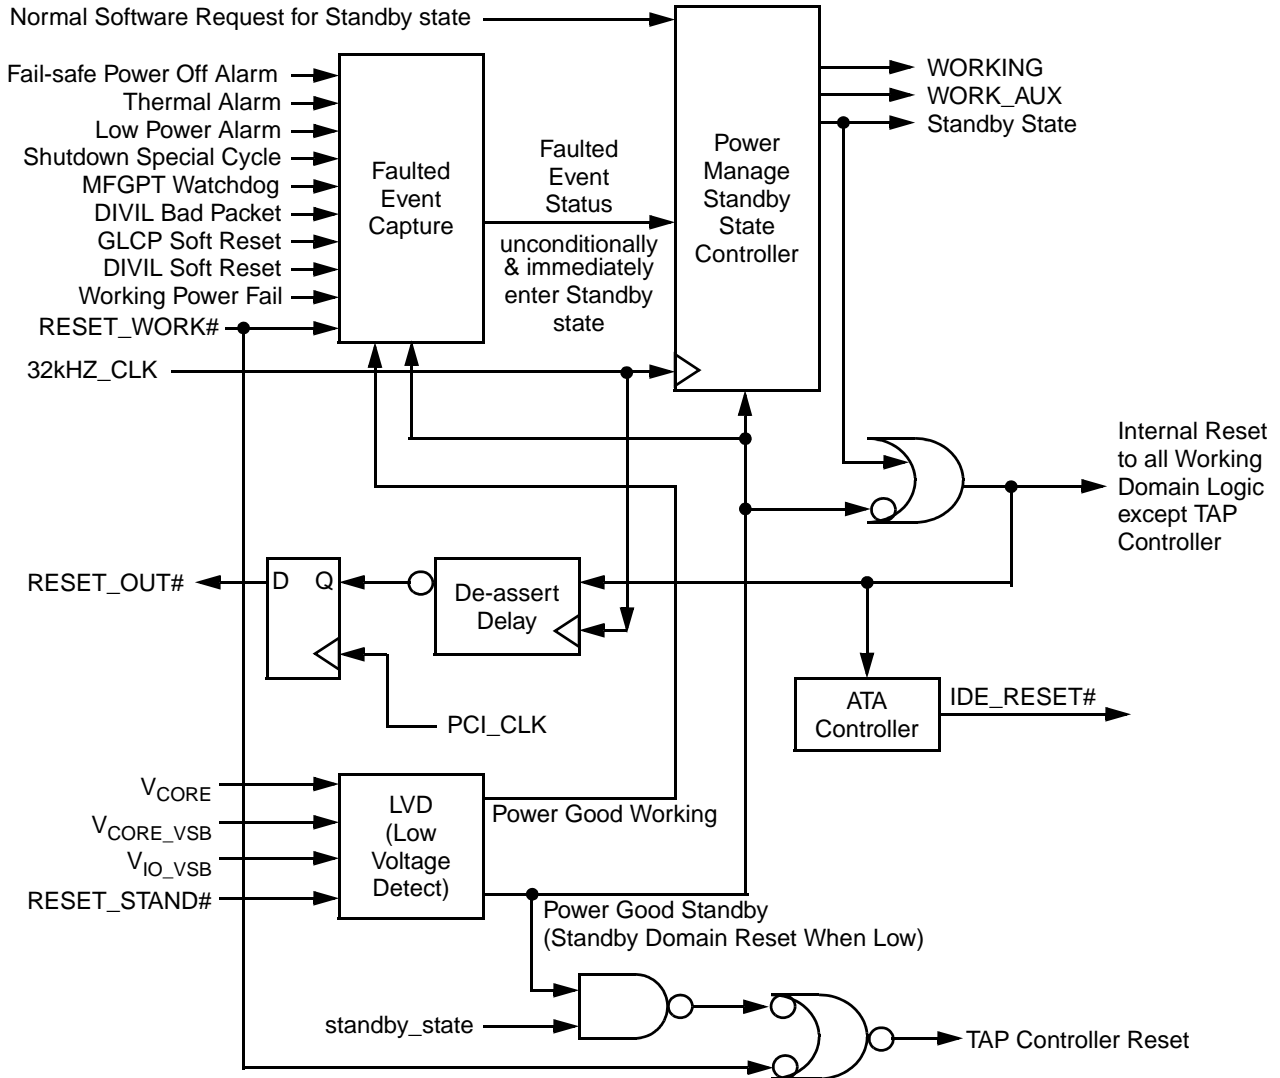 Normal Software Request for Standby state
Fail-safe Power Off Alarm
Thermal Alarm
Low Power Alarm
Shutdown Special Cycle
MFGPT Watchdog
DIVIL Bad Packet
GLCP Soft Reset
DIVIL Soft Reset
Working Power Fail
RESET_WORK#
32kHZ_CLK
Faulted
Event
Capture
Faulted
Event
Status
unconditionally
& immediately
enter Standby
state
Power
Manage
Standby
State
Controller
WORKING
WORK_AUX
Standby State
Internal Reset
to all Working
Domain Logic
except TAP
Controller
RESET_OUT#
D Q
De-assert
Delay
PCI_CLK
ATA
Controller
IDE_RESET#
VCORE
VCORE_VSB
VIO_VSB
RESET_STAND#
LVD
(Low
Voltage
Detect)
Power Good Working
Power Good Standby
(Standby Domain Reset When Low)
standby_state
TAP Controller Reset